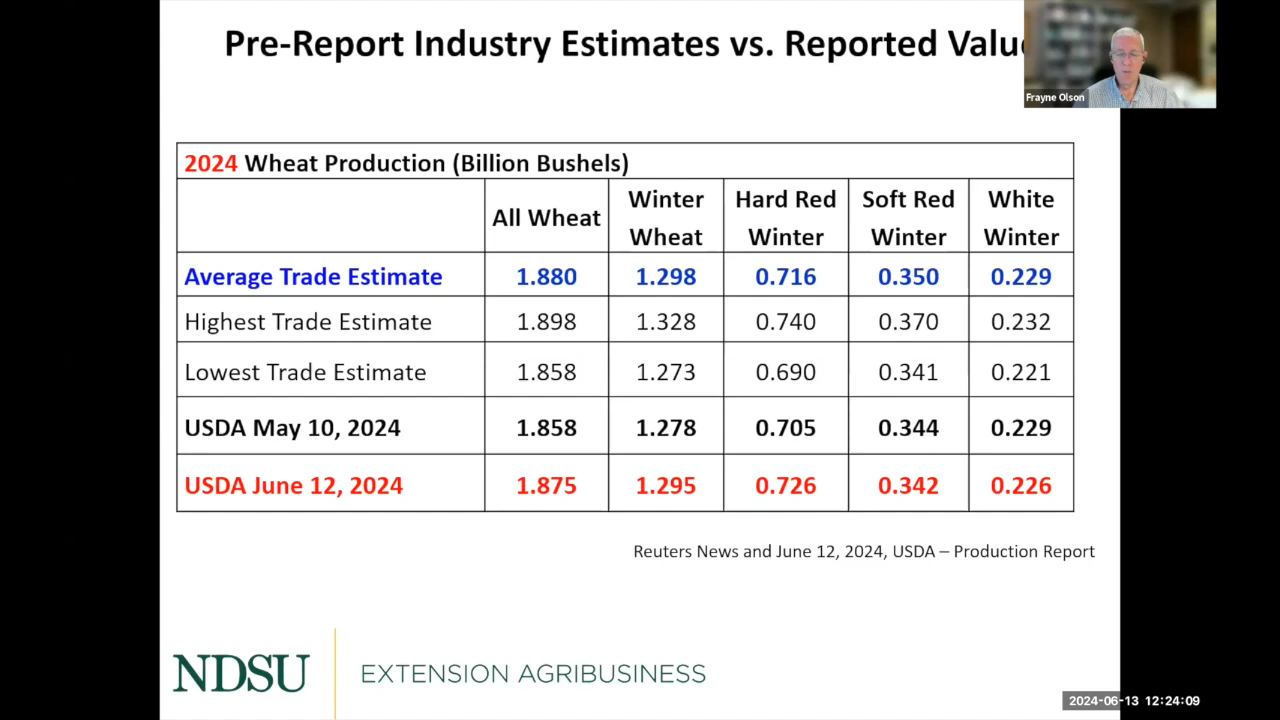 Pre-Report Industry Estimates vs. Reported Valu
Frayne Olson
2024 Wheat Production (Billion Bushels)
All Wheat Winter Wheat Hard Red Winter Soft Red Winter White Winter
Average Trade Estimate 1.880 1.298 0.716 0.350 0.229
Highest Trade Estimate 1.898 1.328 0.740 0.370 0.232
Lowest Trade Estimate 1.858 1.273 0.690 0.341 0.221
USDA May 10, 2024 1.858 1.278 0.705 0.344 0.229
USDA June 12, 2024 1.875 1.295 0.726 0.342 0.226
Reuters News and June 12, 2024, USDA – Production Report
NDSU EXTENSION AGRIBUSINESS
2024-06-13 12:24:09